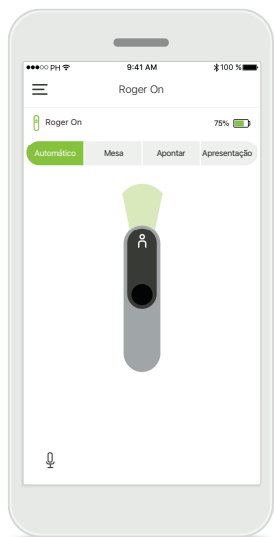 PH 9:41 AM 100 %
Roger On
Roger On 75%
Automático Mesa Apontar Apresentação